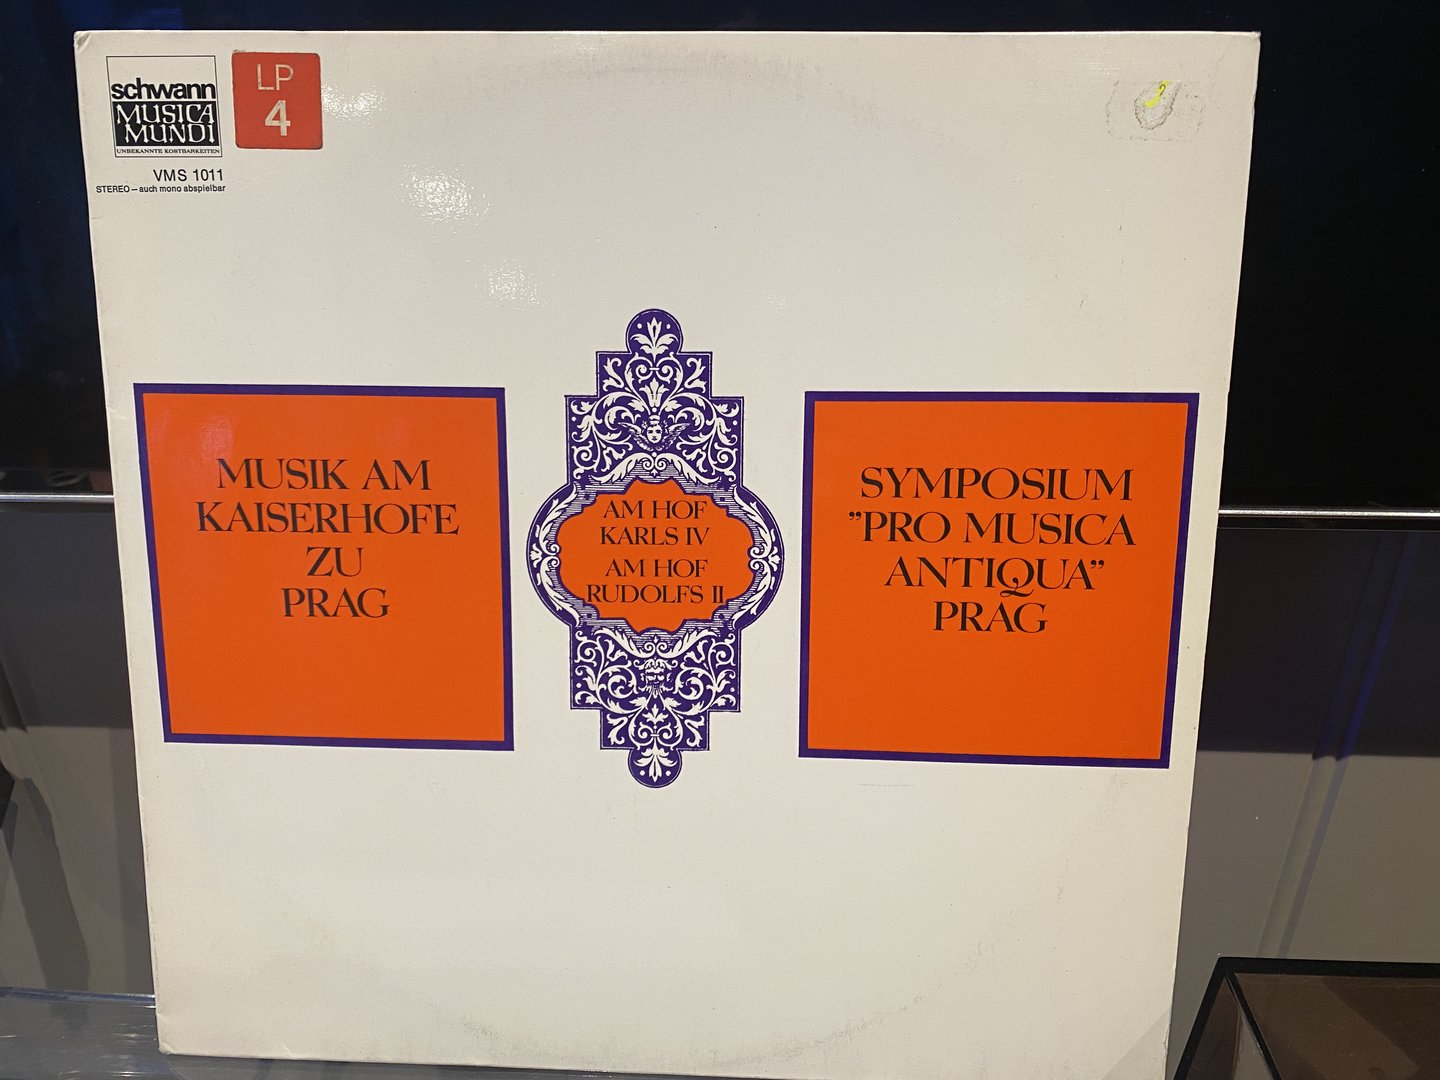 schwann
MUSICA
MUNDI
UNBEKANNTE KOSTBARKEITEN
LP
4
VMS 1011
STEREO – auch mono abspielbar
MUSIK AM
KAISERHOFE
ZU
PRAG
AM HOF
KARLS IV
AM HOF
RUDOLFS II
SYMPOSIUM
”PRO MUSICA
ANTIQUA”
PRAG